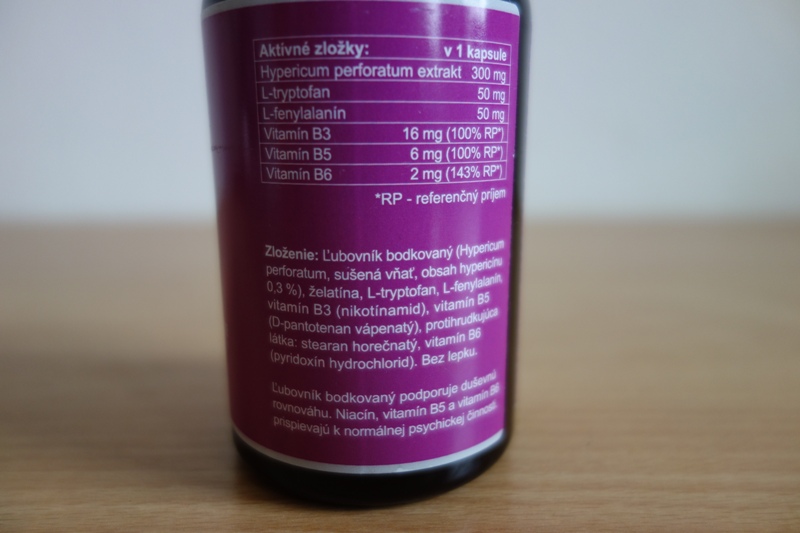 Aktívné zložky: v 1 kapsule
Hypericum perforatum extrakt 300 mg
L-tryptofan 50 mg
L-fenylalanín 50 mg
Vitamín B3 16 mg (100% RP*)
Vitamín B5 6 mg (100% RP*)
Vitamín B6 2 mg (143% RP*)
*RP - referenčný príjem
Zloženie: Ľubovník bodkovaný (Hypericum
perforatum, sušená vňať, obsah hypericínu
0,3 %), želatína, L-tryptofan, L-fenylalanín,
vitamín B3 (nikotínamid), vitamín B5
(D-pantotenan vápenatý), protihrudkujúca
látka: stearan horečnatý, vitamín B6
(pyridoxín hydrochlorid). Bez lepku.
Ľubovník bodkovaný podporuje duševnú
rovnováhu. Niacín, vitamín B5 a vitamín B6
prispievajú k normálnej psychickej činnosti.